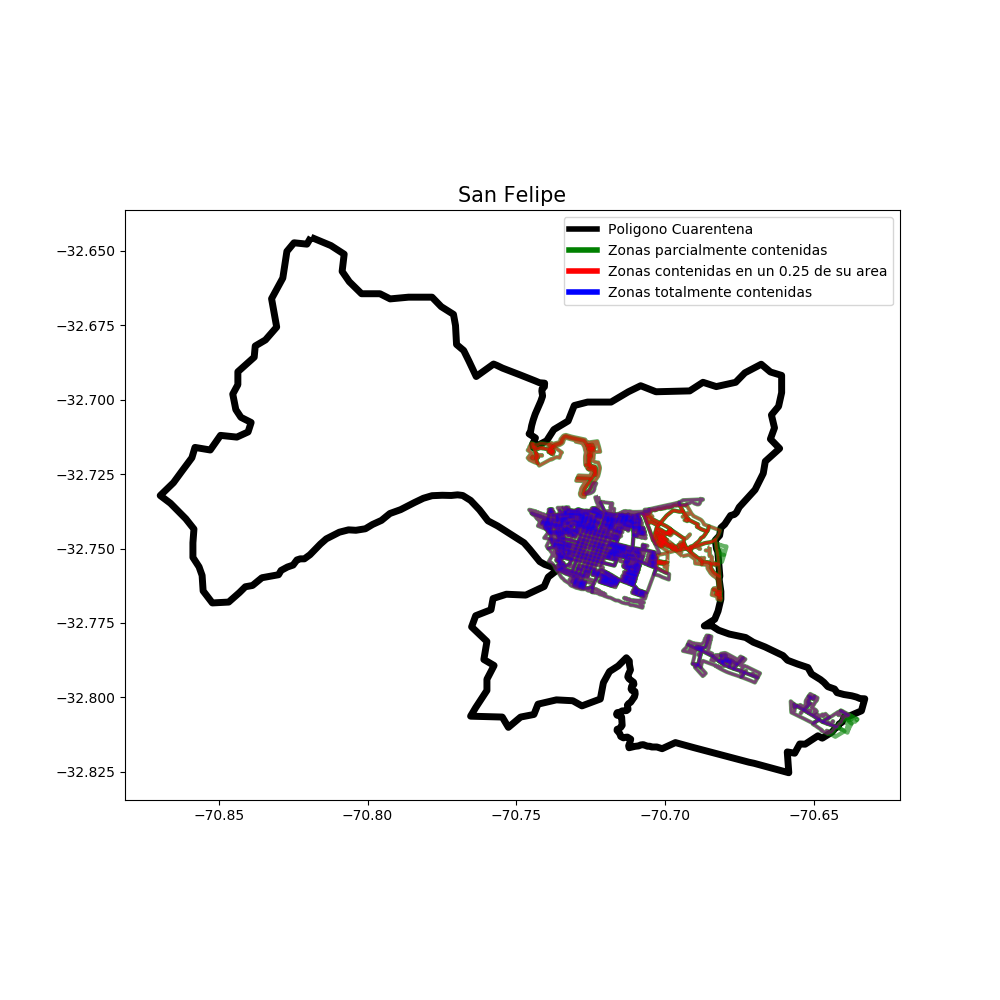 San Felipe
Poligono Cuarentena
Zonas parcialmente contenidas
Zonas contenidas en un 0.25 de su area
Zonas totalmente contenidas
−32.650
−32.675
−32.700
−32.725
−32.750
−32.775
−32.800
−32.825
−70.85
−70.80
−70.75
−70.70
−70.65